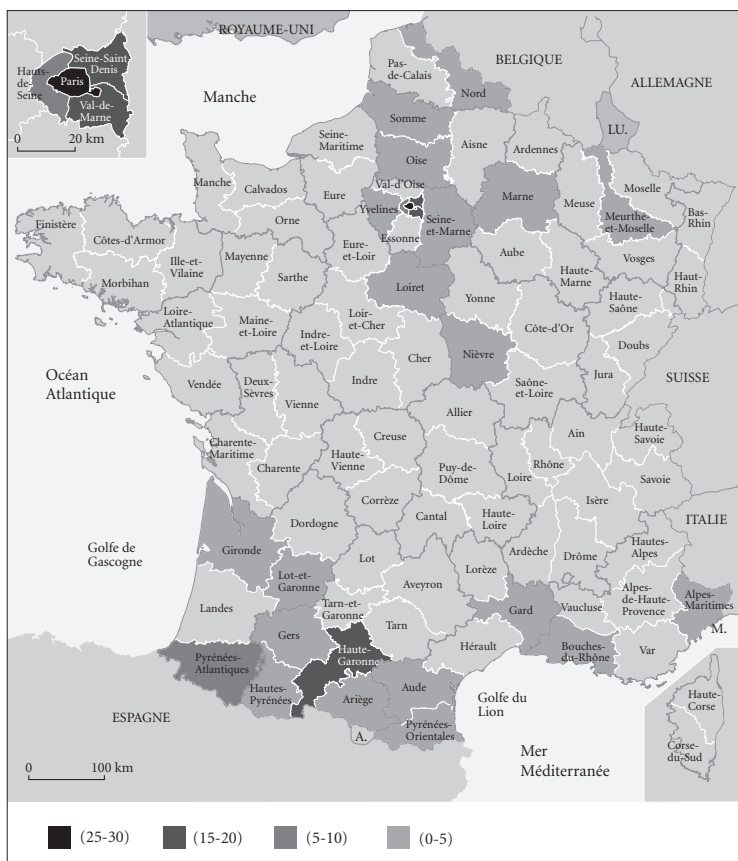 ROYAUME-UNI
BELGIQUE
ALLEMAGNE
LU.
Manche
Seine-Saint-
Denis
Hauts-
de-
Seine
Paris
Val-de-
Marne
0 20 km
Pas-
de-Calais
Nord
Somme
Seine-
Maritime
Oise
Aisne
Ardennes
Manche
Calvados
Eure
Val-d'Oise
Yvelines
Seine-
et-Marne
Essonne
Marne
Meuse
Moselle
Meurthe-
et-Moselle
Bas-
Rhin
Finistère
Côtes-d'Armor
Orne
Eure-
et-Loir
Aube
Haute-
Marne
Vosges
Haut-
Rhin
Morbihan
Ille-et-
Vilaine
Mayenne
Sarthe
Loiret
Yonne
Haute-
Saône
Loire-
Atlantique
Maine-
et-Loire
Indre-
et-Loire
Loir-
et-Cher
Cher
Nièvre
Côte-d'Or
Doubs
Jura
SUISSE
Océan
Atlantique
Vendée
Deux-
Sèvres
Vienne
Indre
Allier
Saône-
et-Loire
Charente-
Maritime
Charente
Haute-
Vienne
Creuse
Puy-de-
Dôme
Loire
Rhône
Ain
Haute-
Savoie
Savoie
Isère
Corrèze
Cantal
Haute-
Loire
Dordogne
ITALIE
Golfe de
Gascogne
Gironde
Lot-et-
Garonne
Lot
Aveyron
Lorèze
Ardèche
Drôme
Hautes-
Alpes
Landes
Tarn-et-
Garonne
Tarn
Gard
Vaucluse
Alpes-
de-Haute-
Provence
Alpes-
Maritimes
M.
Gers
Haute-
Garonne
Hérault
Bouches-
du-Rhône
Var
Pyrénées-
Atlantiques
Hautes-
Pyrénées
Ariège
Aude
Pyrénées-
Orientales
A.
ESPAGNE
Golfe du
Lion
Mer
Méditerranée
Haute-
Corse
Corse-
du-Sud
0 100 km
(25-30)
(15-20)
(5-10)
(0-5)